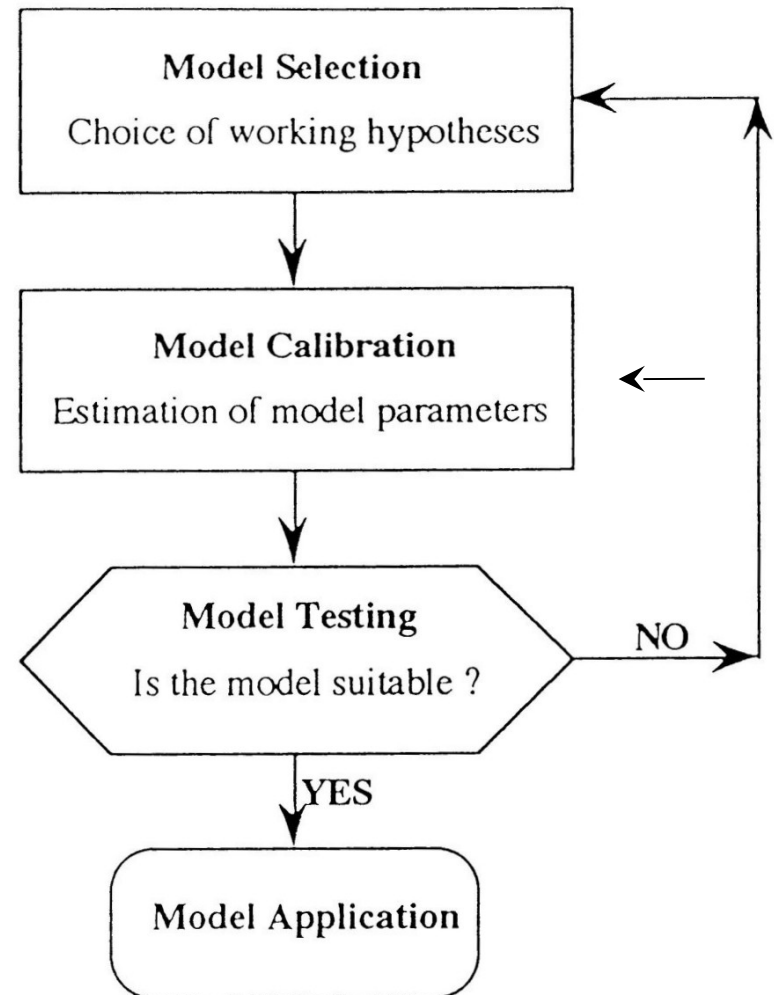 Model Selection
Choice of working hypotheses
Model Calibration
Estimation of model parameters
Model Testing
Is the model suitable ?
NO
YES
Model Application